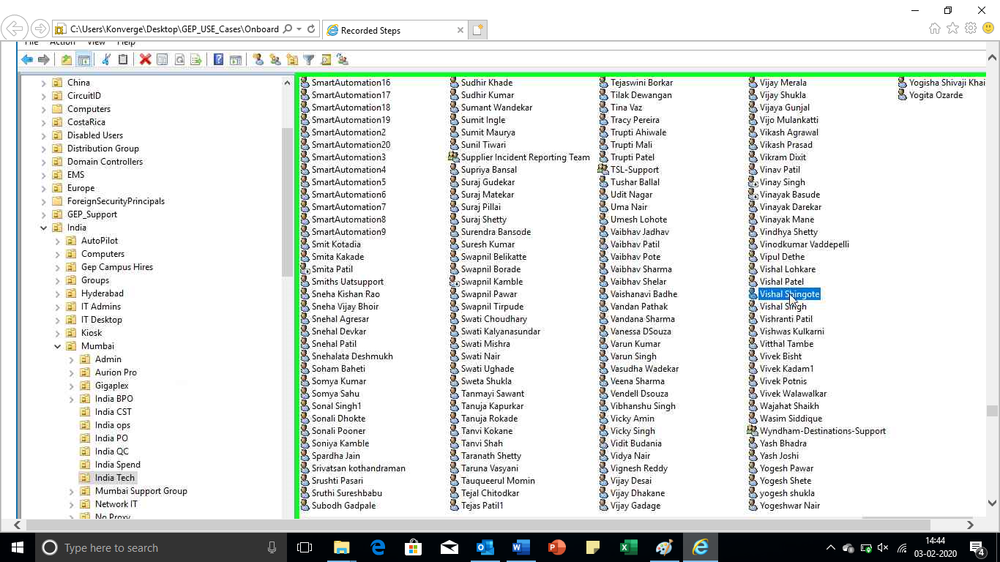 C:\Users\Konverge\Desktop\GEP_USE_Cases\Onboard
Recorded Steps
File Action View Help
China
CircuitID
Computers
CostaRica
Disabled Users
Distribution Group
Domain Controllers
EMS
Europe
ForeignSecurityPrincipals
GEP_Support
India
AutoPilot
Computers
Gep Campus Hires
Groups
Hyderabad
IT Admins
IT Desktop
Kiosk
Mumbai
Admin
Aurion Pro
Gigaplex
India BPO
India CST
India ops
India PO
India QC
India Spend
India Tech
Mumbai Support Group
Network IT
No Proxy
SmartAutomation16
SmartAutomation17
SmartAutomation18
SmartAutomation19
SmartAutomation2
SmartAutomation20
SmartAutomation3
SmartAutomation4
SmartAutomation5
SmartAutomation6
SmartAutomation7
SmartAutomation8
SmartAutomation9
Smit Kotadia
Smita Kakade
Smita Patil
Smiths Uatsupport
Sneha Kishan Rao
Sneha Vijay Bhoir
Snehal Agresar
Snehal Devkar
Snehal Patil
Snehalata Deshmukh
Soham Baheti
Somya Kumar
Somya Sahu
Sonal Singh1
Sonali Dhokte
Sonali Pooner
Soniya Kamble
Spardha Jain
Srivatsan kothandraman
Srushti Pasari
Sruthi Sureshbabu
Subodh Gadpale
Sudhir Khade
Sudhir Kumar
Sumant Wandekar
Sumit Ingle
Sumit Maurya
Sunil Tiwari
Supplier Incident Reporting Team
Supriya Bansal
Suraj Gudekar
Suraj Matekar
Suraj Pillai
Suraj Shetty
Surendra Bansode
Suresh Kumar
Swapnil Belikatte
Swapnil Borade
Swapnil Kamble
Swapnil Pawar
Swapnil Tirpude
Swati Choudhary
Swati Kalyanasundar
Swati Mishra
Swati Nair
Swati Ughade
Sweta Shukla
Tanmayi Sawant
Tanuja Kapurkar
Tanuja Rokade
Tanvi Kokane
Tanvi Shah
Taranath Shetty
Taruna Vasyani
Tauqueerul Momin
Tejal Chitodkar
Tejas Patil1
Tejaswini Borkar
Tilak Dewangan
Tina Vaz
Tracy Pereira
Trupti Ahiwale
Trupti Mali
Trupti Patel
TSL-Support
Tushar Ballal
Udit Nagar
Uma Nair
Umesh Lohote
Vaibhav Jadhav
Vaibhav Patil
Vaibhav Pote
Vaibhav Sharma
Vaibhav Shelar
Vaishanavi Badhe
Vandan Pathak
Vandana Sharma
Vanessa DSouza
Varun Kumar
Varun Singh
Vasudha Wadekar
Veena Sharma
Vendell Dsouza
Vibhanshu Singh
Vicky Amin
Vicky Singh
Vidit Budania
Vidya Nair
Vignesh Reddy
Vijay Desai
Vijay Dhakane
Vijay Gadage
Vijay Merala
Vijay Shukla
Vijaya Gunjal
Vijo Mulankatti
Vikash Agrawal
Vikash Prasad
Vikram Dixit
Vinav Patil
Vinay Singh
Vinayak Basude
Vinayak Darekar
Vinayak Mane
Vindhya Shetty
Vinodkumar Vaddepelli
Vipul Dethe
Vishal Lohkare
Vishal Patel
Vishal Shingote
Vishal Singh
Vishranti Patil
Vishwas Kulkarni
Vitthal Tambe
Vivek Bisht
Vivek Kadam1
Vivek Potnis
Vivek Walawalkar
Wajahat Shaikh
Wasim Siddique
Wyndham-Destinations-Support
Yash Bhadra
Yash Joshi
Yogesh Pawar
Yogesh Shete
yogesh shukla
Yogeshwar Nair
Yogisha Shivaji Khai
Yogita Ozarde
Type here to search
14:44
03-02-2020
4